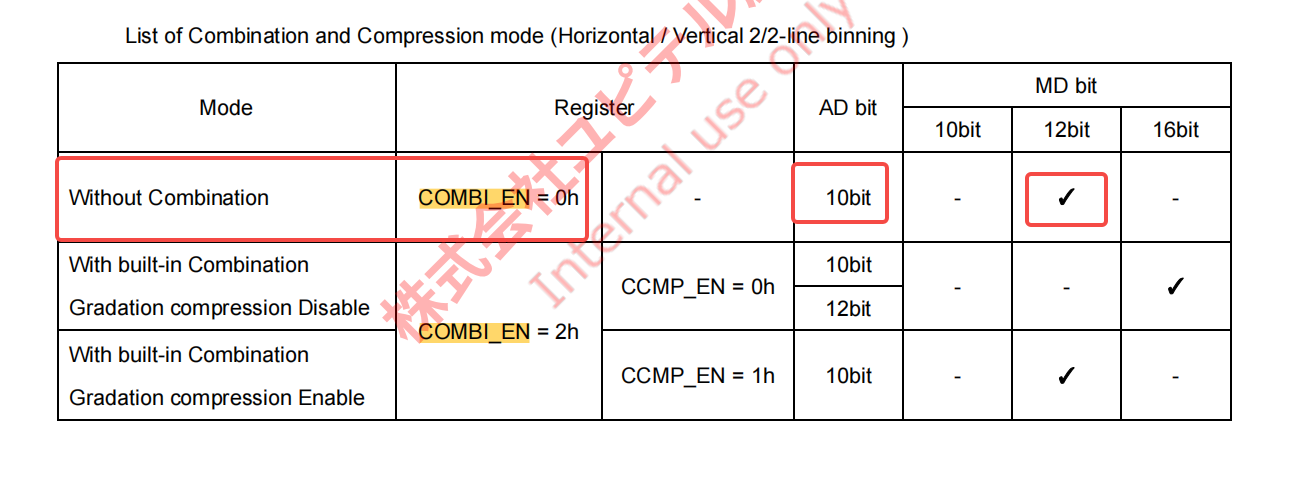 List of Combination and Compression mode (Horizontal / Vertical 2/2-line binning )
Mode Register AD bit MD bit
10bit 12bit 16bit
Without Combination COMBI_EN = 0h - 10bit - ✓ -
With built-in Combination
Gradation compression Disable
COMBI_EN = 2h
CCMP_EN = 0h
10bit
12bit
- - ✓
With built-in Combination
Gradation compression Enable
CCMP_EN = 1h 10bit - ✓ -
株式会社ユピテル
Internal use only